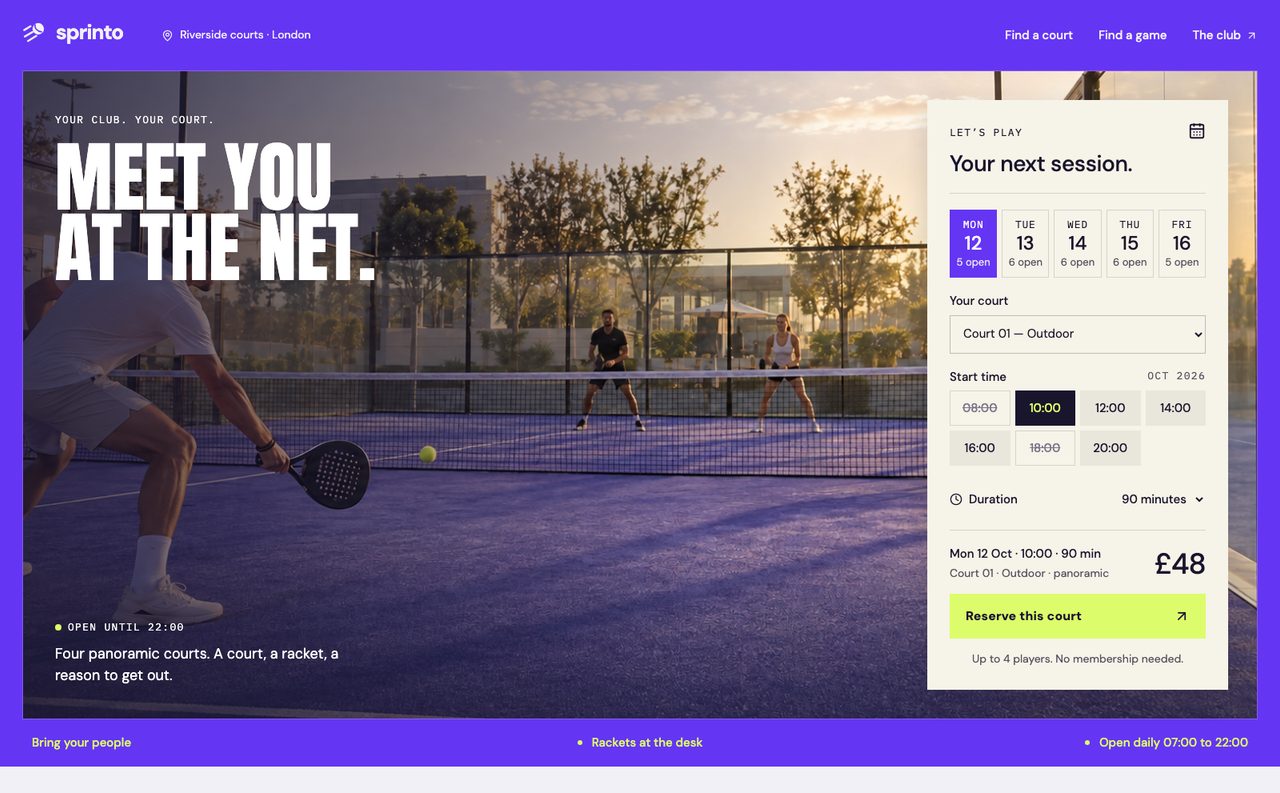 sprinto
Riverside courts · London
Find a court
Find a game
The club
YOUR CLUB. YOUR COURT.
MEET YOU
AT THE NET.
OPEN UNTIL 22:00
Four panoramic courts. A court, a racket, a
reason to get out.
LET’S PLAY
Your next session.
MON
12
5 open
TUE
13
6 open
WED
14
6 open
THU
15
6 open
FRI
16
5 open
Your court
Court 01 — Outdoor
Start time
OCT 2026
08:00
10:00
12:00
14:00
16:00
18:00
20:00
Duration
90 minutes
Mon 12 Oct · 10:00 · 90 min
Court 01 · Outdoor · panoramic
£48
Reserve this court
Up to 4 players. No membership needed.
Bring your people
Rackets at the desk
Open daily 07:00 to 22:00